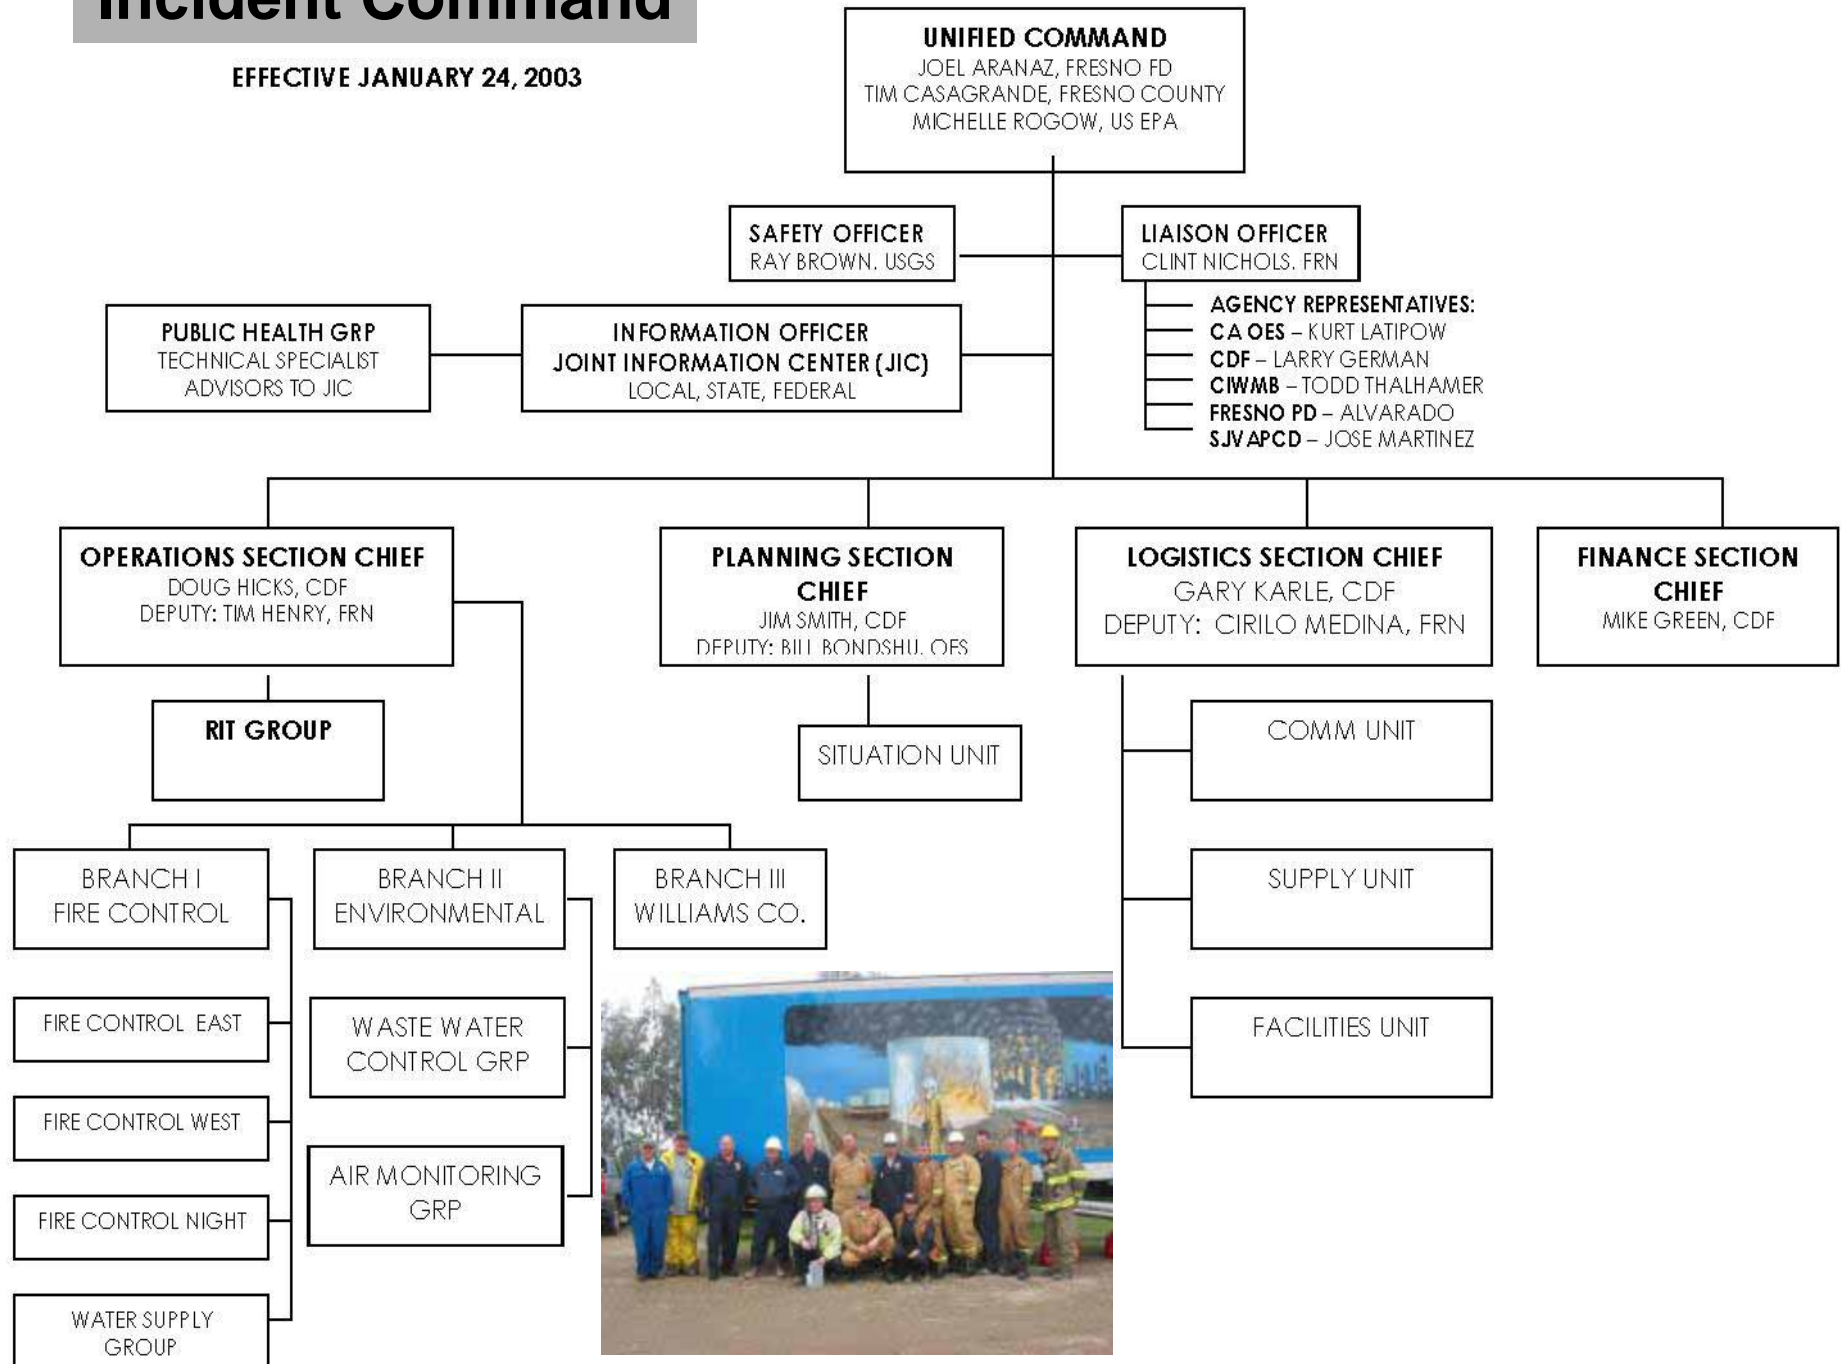 Incident Command
EFFECTIVE JANUARY 24, 2003
UNIFIED COMMAND
JOEL ARANAZ, FRESNO FD
TIM CASAGRANDE, FRESNO COUNTY
MICHELLE ROGOW, US EPA
SAFETY OFFICER
RAY BROWN. USGS
LIAISON OFFICER
CLINT NICHOLS. FRN
AGENCY REPRESENTATIVES:
CA OES – KURT LATIPOW
CDF – LARRY GERMAN
CIWMB – TODD THALHAMER
FRESNO PD – ALVARADO
SJVAPCD – JOSE MARTINEZ
PUBLIC HEALTH GRP
TECHNICAL SPECIALIST
ADVISORS TO JIC
INFORMATION OFFICER
JOINT INFORMATION CENTER (JIC)
LOCAL, STATE, FEDERAL
OPERATIONS SECTION CHIEF
DOUG HICKS, CDF
DEPUTY: TIM HENRY, FRN
PLANNING SECTION
CHIEF
JIM SMITH, CDF
DEPUTY: BILL BONDSHU. OES
LOGISTICS SECTION CHIEF
GARY KARLE, CDF
DEPUTY: CIRILO MEDINA, FRN
FINANCE SECTION
CHIEF
MIKE GREEN, CDF
RIT GROUP
SITUATION UNIT
COMM UNIT
BRANCH I
FIRE CONTROL
BRANCH II
ENVIRONMENTAL
BRANCH III
WILLIAMS CO.
SUPPLY UNIT
FIRE CONTROL EAST
WASTE WATER
CONTROL GRP
FACILITIES UNIT
FIRE CONTROL WEST
AIR MONITORING
GRP
FIRE CONTROL NIGHT
WATER SUPPLY
GROUP